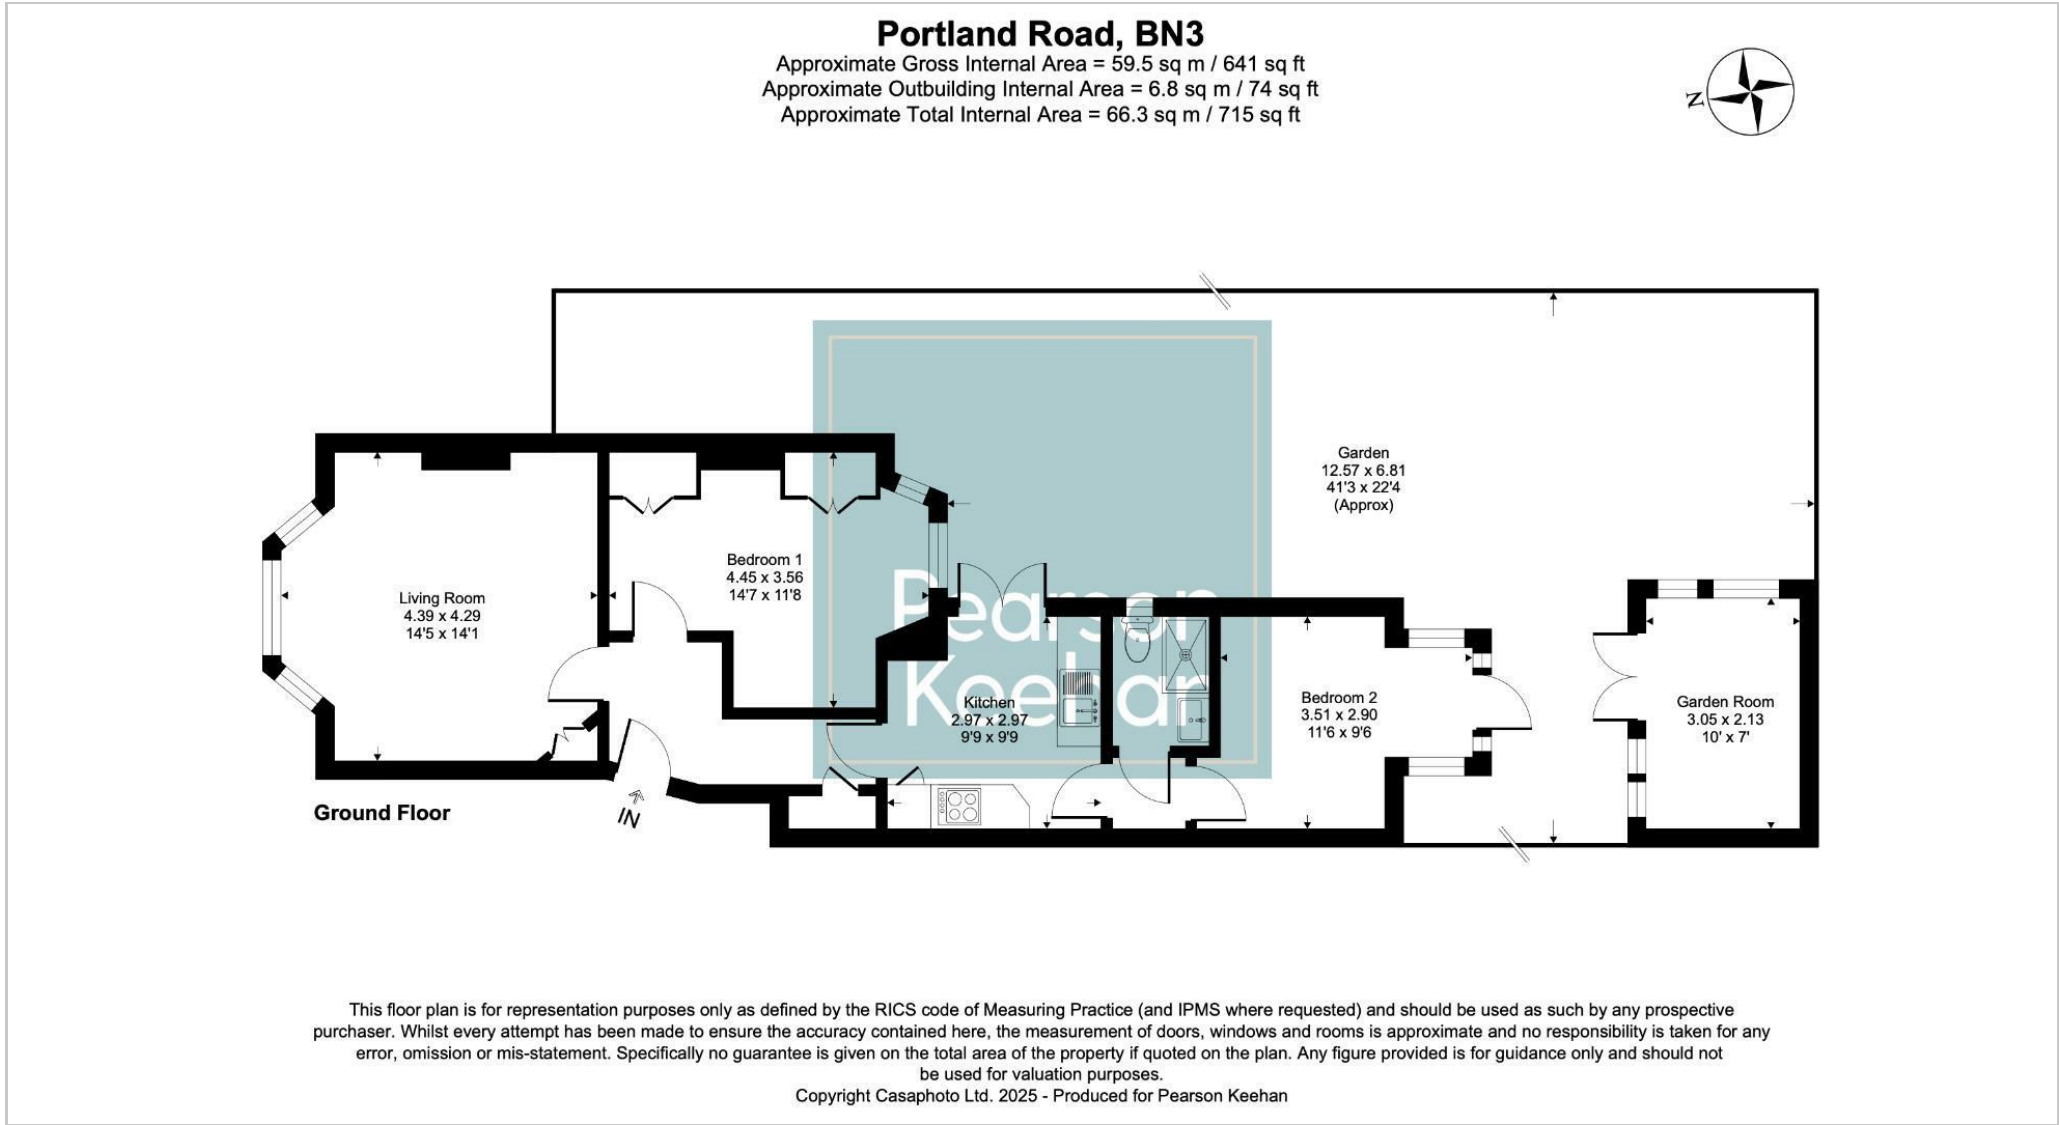 Portland Road, BN3
Approximate Gross Internal Area = 59.5 sq m / 641 sq ft
Approximate Outbuilding Internal Area = 6.8 sq m / 74 sq ft
Approximate Total Internal Area = 66.3 sq m / 715 sq ft
N
Garden
12.57 x 6.81
41'3 x 22'4
(Approx)
Living Room
4.39 x 4.29
14'5 x 14'1
Bedroom 1
4.45 x 3.56
14'7 x 11'8
Pearson
Keehan
Kitchen
2.97 x 2.97
9'9 x 9'9
Bedroom 2
3.51 x 2.90
11'6 x 9'6
Garden Room
3.05 x 2.13
10' x 7'
Ground Floor
IN
This floor plan is for representation purposes only as defined by the RICS code of Measuring Practice (and IPMS where requested) and should be used as such by any prospective
purchaser. Whilst every attempt has been made to ensure the accuracy contained here, the measurement of doors, windows and rooms is approximate and no responsibility is taken for any
error, omission or mis-statement. Specifically no guarantee is given on the total area of the property if quoted on the plan. Any figure provided is for guidance only and should not
be used for valuation purposes.
Copyright Casaphoto Ltd. 2025 - Produced for Pearson Keehan